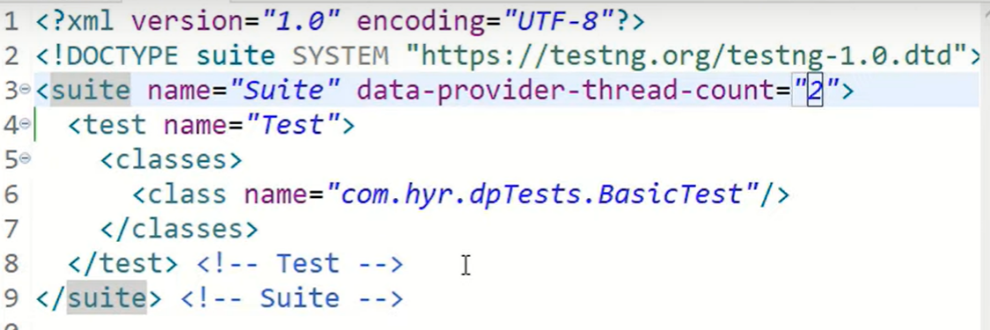 1 <?xml version="1.0" encoding="UTF-8"?>
2 <!DOCTYPE suite SYSTEM "https://testng.org/testng-1.0.dtd">
3 <suite name="Suite" data-provider-thread-count="2">
4   <test name="Test">
5     <classes>
6       <class name="com.hyr.dpTests.BasicTest"/>
7     </classes>
8   </test> <!-- Test -->
9 </suite> <!-- Suite -->